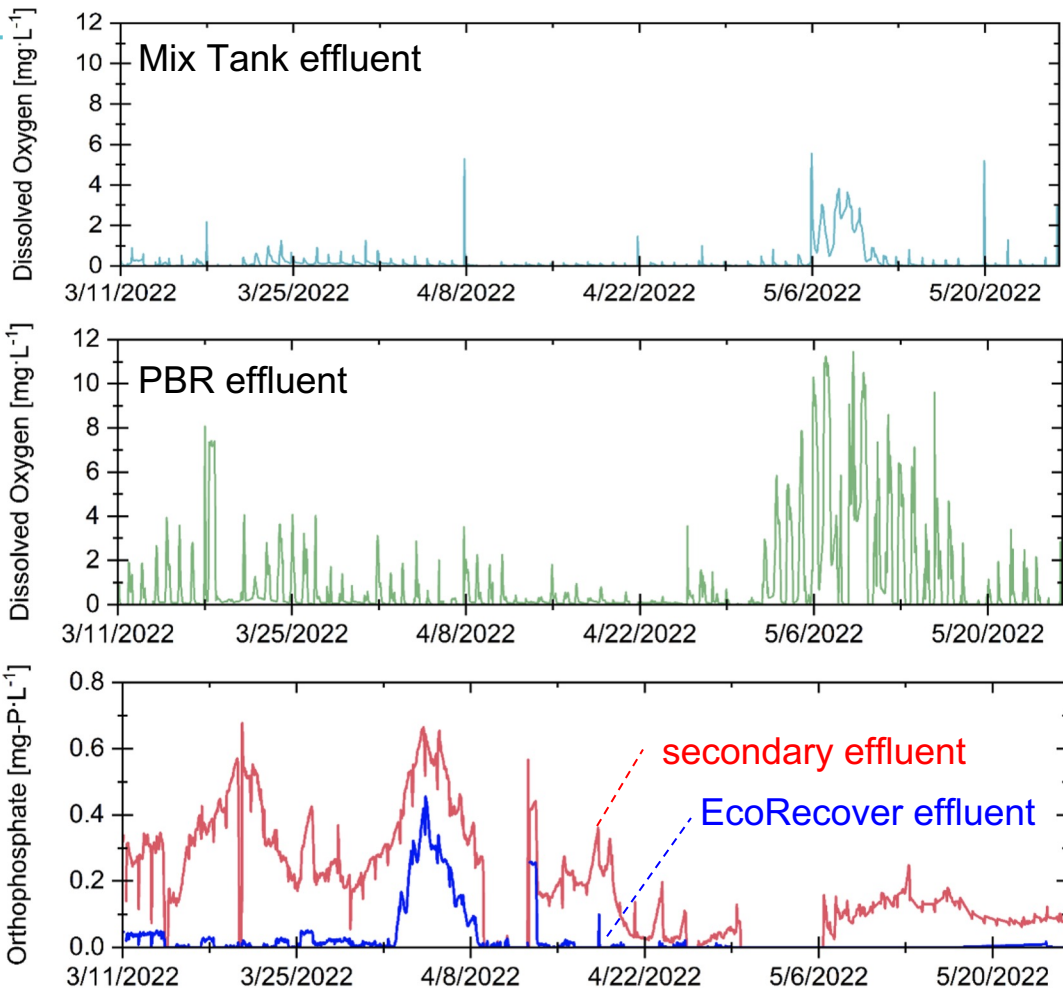 Dissolved Oxygen [mg·L⁻¹]
Mix Tank effluent
12
10
8
6
4
2
0
3/11/2022 3/25/2022 4/8/2022 4/22/2022 5/6/2022 5/20/2022
Dissolved Oxygen [mg·L⁻¹]
PBR effluent
12
10
8
6
4
2
0
3/11/2022 3/25/2022 4/8/2022 4/22/2022 5/6/2022 5/20/2022
Orthophosphate [mg-P·L⁻¹]
0.8
0.6
0.4
0.2
0.0
secondary effluent
EcoRecover effluent
3/11/2022 3/25/2022 4/8/2022 4/22/2022 5/6/2022 5/20/2022